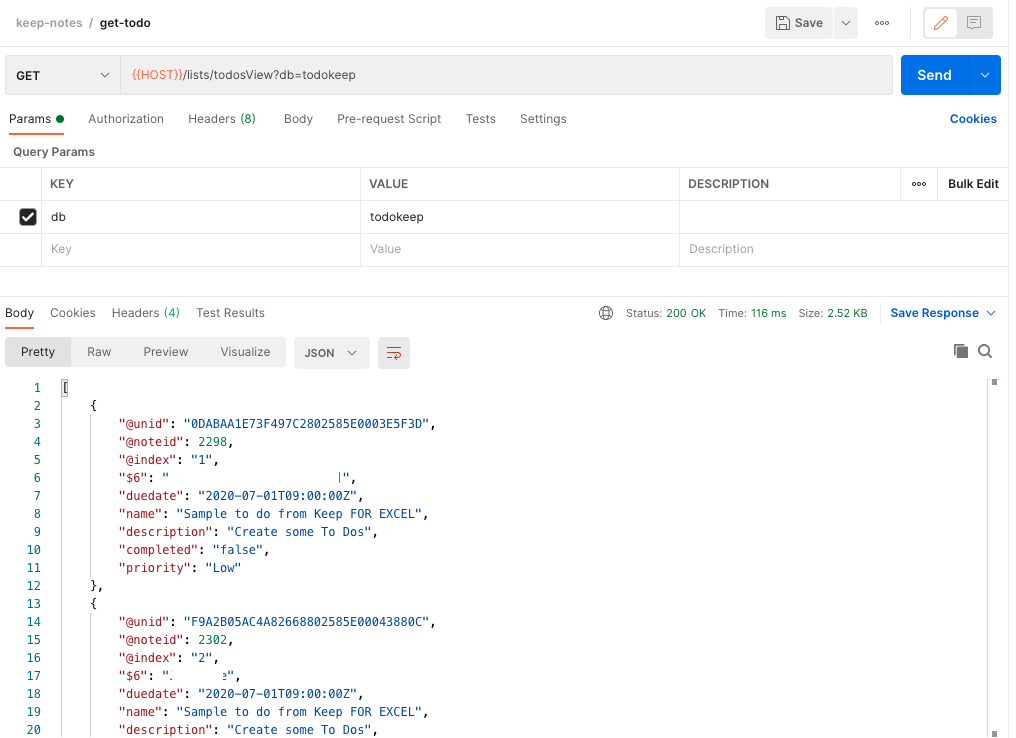 keep-notes / get-todo
Save
GET {{HOST}}/lists/todosView?db=todokeep Send
Params Authorization Headers (8) Body Pre-request Script Tests Settings Cookies
Query Params
KEY VALUE DESCRIPTION Bulk Edit
db todokeep
Key Value Description
Body Cookies Headers (4) Test Results Status: 200 OK Time: 116 ms Size: 2.52 KB Save Response
Pretty Raw Preview Visualize JSON
1 [
2 {
3 "@unid": "0DABAA1E73F497C2802585E0003E5F3D",
4 "@noteid": 2298,
5 "@index": "1",
6 "$6": " ",
7 "duedate": "2020-07-01T09:00:00Z",
8 "name": "Sample to do from Keep FOR EXCEL",
9 "description": "Create some To Dos",
10 "completed": "false",
11 "priority": "Low"
12 },
13 {
14 "@unid": "F9A2B05AC4A82668802585E00043880C",
15 "@noteid": 2302,
16 "@index": "2",
17 "$6": " ",
18 "duedate": "2020-07-01T09:00:00Z",
19 "name": "Sample to do from Keep FOR EXCEL",
20 "description": "Create some To Dos",